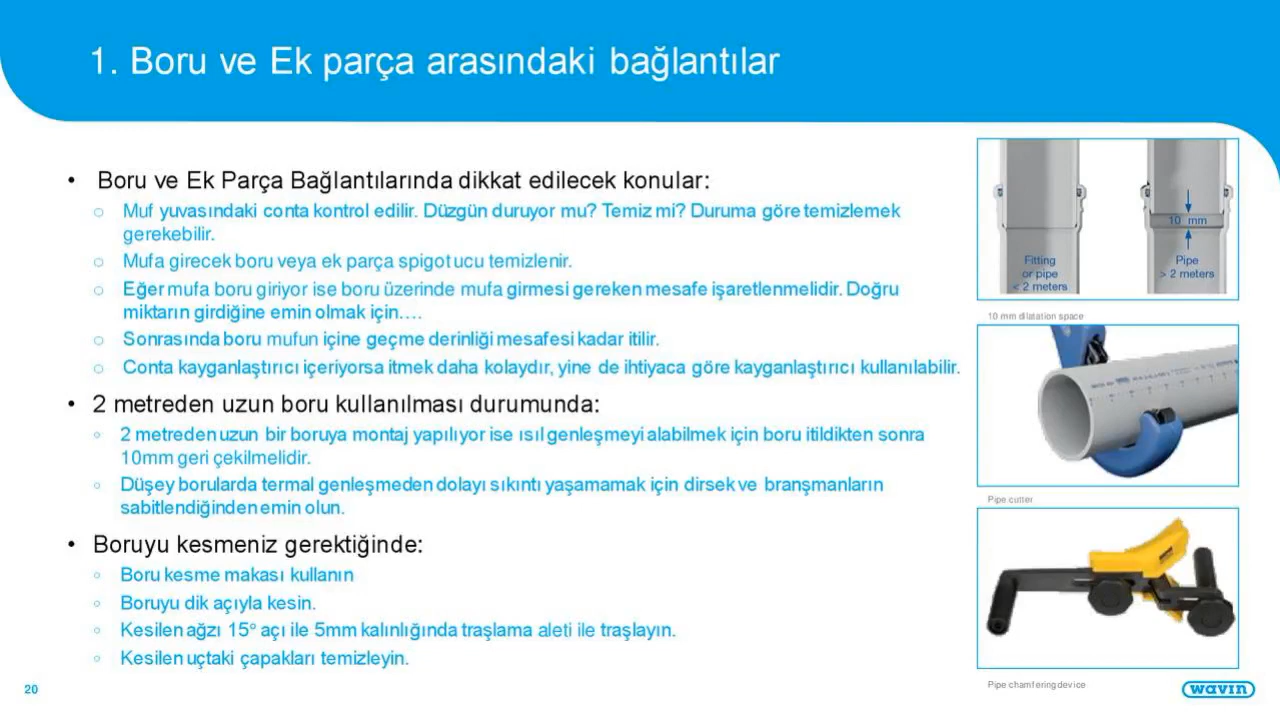 1. Boru ve Ek parça arasındaki bağlantılar
• Boru ve Ek Parça Bağlantılarında dikkat edilecek konular:
o Muf yuvasındaki conta kontrol edilir. Düzgün duruyor mu? Temiz mi? Duruma göre temizlemek
gerekebilir.
o Mufa girecek boru veya ek parça spigot ucu temizlenir.
o Eğer mufa boru giriyor ise boru üzerinde mufa girmesi gereken mesafe işaretlenmelidir. Doğru
miktarın girdiğine emin olmak için….
o Sonrasında boru mufun içine geçme derinliği mesafesi kadar itilir.
o Conta kayganlaştırıcı içeriyorsa itmek daha kolaydır, yine de ihtiyaca göre kayganlaştırıcı kullanılabilir.
• 2 metreden uzun boru kullanılması durumunda:
◦ 2 metreden uzun bir boruya montaj yapılıyor ise ısıl genleşmeyi alabilmek için boru itildikten sonra
10mm geri çekilmelidir.
◦ Düşey borularda termal genleşmeden dolayı sıkıntı yaşamamak için dirsek ve branşmanların
sabitlendiğinden emin olun.
• Boruyu kesmeniz gerektiğinde:
◦ Boru kesme makası kullanın
◦ Boruyu dik açıyla kesin.
◦ Kesilen ağzı 15° açı ile 5mm kalınlığında traşlama aleti ile traşlayın.
◦ Kesilen uçtaki çapakları temizleyin.
10 mm
Fitting
or pipe
< 2 meters
Pipe
> 2 meters
10 mm dilatation space
Pipe cutter
Pipe chamfering device
20
wavin